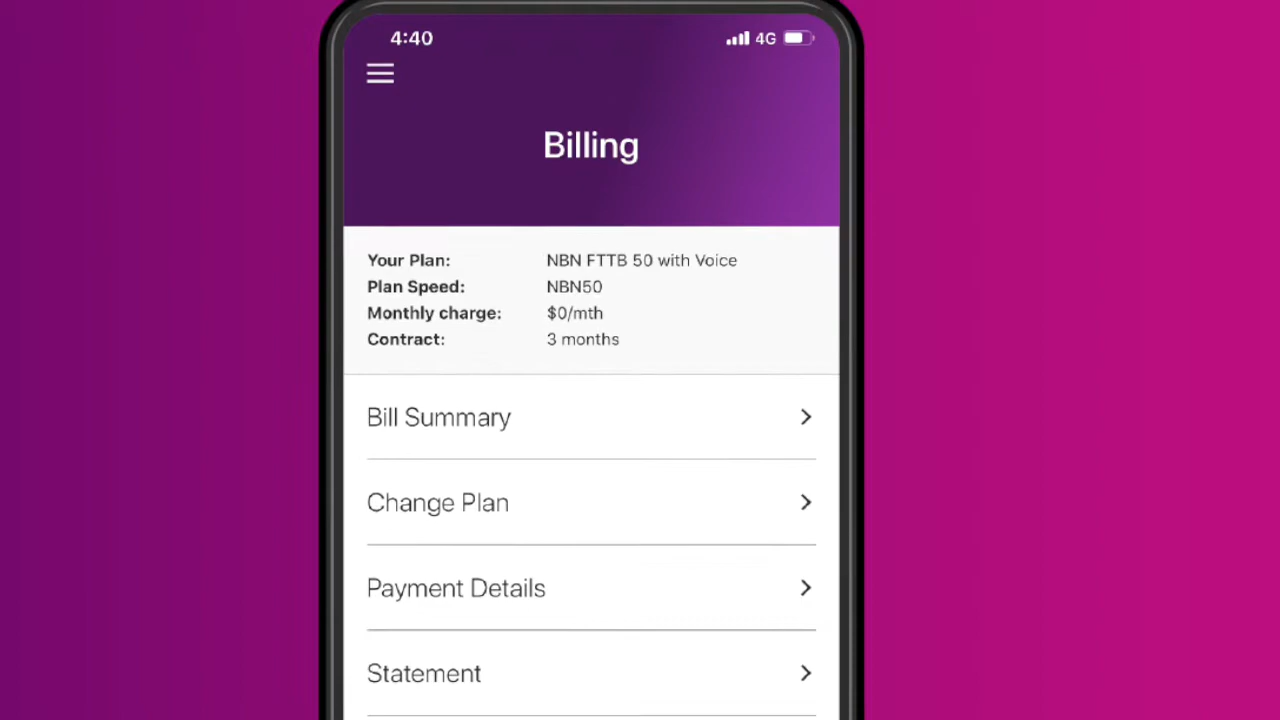 4:40
4G
Billing
Your Plan: NBN FTTB 50 with Voice
Plan Speed: NBN50
Monthly charge: $0/mth
Contract: 3 months
Bill Summary
Change Plan
Payment Details
Statement